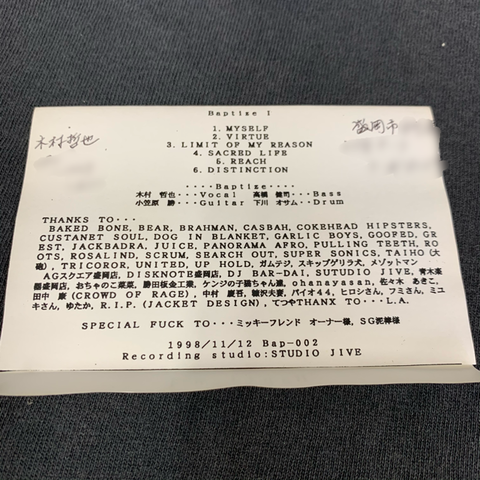 Baptize 1
木村哲也
盛岡市
1. MYSELF
2. VIRTUE
3. LIMIT OF MY REASON
4. SACRED LIFE
5. REACH
6. DISTINCTION
・・・・Baptize・・・・
木村 哲也・・・Vocal 高橋 健司・・・Bass
小笠原 勝・・・Guitar 下川 オサム・・・Drum
THANKS TO・・・
BAKED BONE, BEAR, BRAHMAN, CASBAH, COKEHEAD HIPSTERS,
CUSTANET SOUL, DOG IN BLANKET, GARLIC BOYS, GOOFED, GR
EST, JACKBADRA, JUICE, PANORAMA AFRO, PULLING TEETH, RO
OTS, ROSALIND, SCRUM, SEARCH OUT, SUPER SONICS, TAIHO (大
砲) , TRICOROR, UNITED, UP HOLD, ガムテジ, スキップゲリラ犬, メゾットマン
AGスクエア盛岡店, DISKNOTE盛岡店, DJ BAR-DAI, SUTUDIO JIVE, 青木楽
器盛岡店, おちゃのこ菜菜, 勝田板金工業, ケンジの子猫ちゃん達, ohanayasan, 佐々木 あきこ,
田中 康(CROWD OF RAGE) , 中村 慶吾, 夫妻, バイオ44, ヒロシさん, フミさん, ミユ
キさん, ゆたか, R.I.P. (JACKET DESIGN) , てつやTHANX TO・・・L.A.
SPECIAL FUCK TO・・・ミッキーフレンド オーナー様, SG泥棒様
1998/11/12 Bap-002
Recording studio:STUDIO JIVE